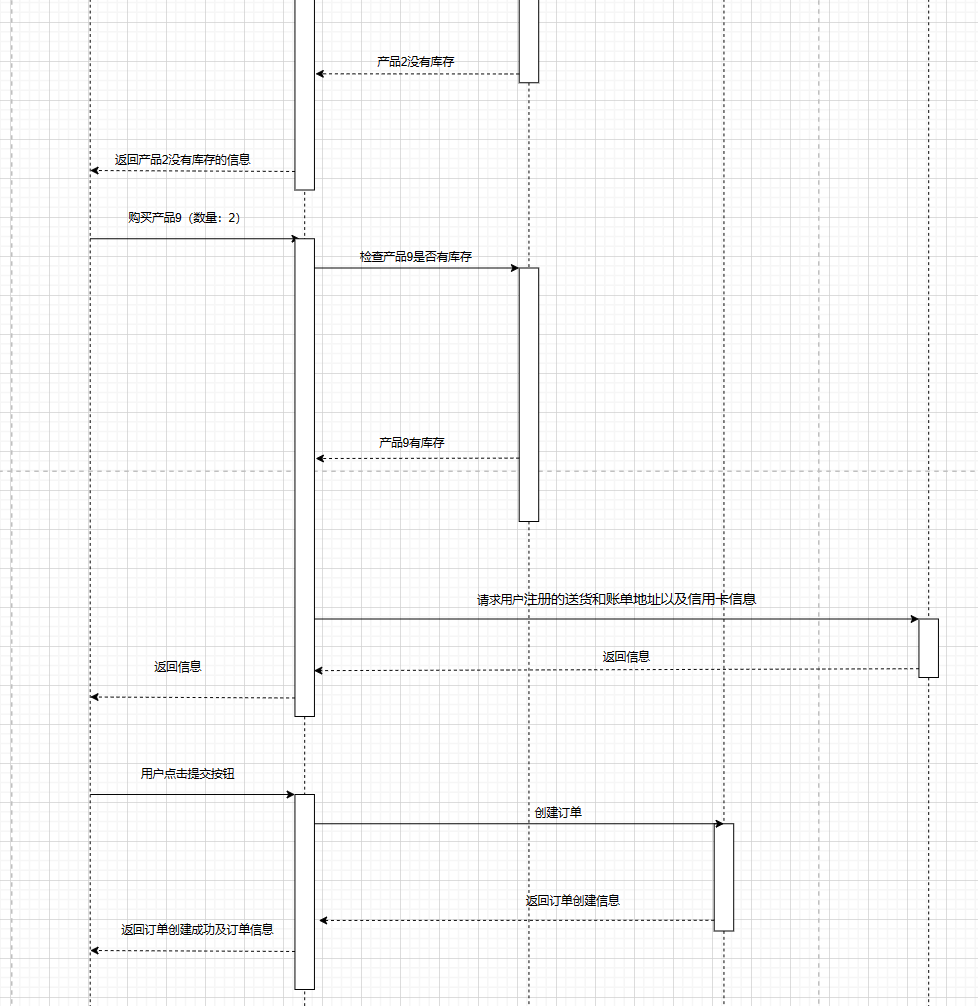 产品2没有库存
返回产品2没有库存的信息
购买产品9（数量：2）
检查产品9是否有库存
产品9有库存
请求用户注册的送货和账单地址以及信用卡信息
返回信息
返回信息
用户点击提交按钮
创建订单
返回订单创建信息
返回订单创建成功及订单信息